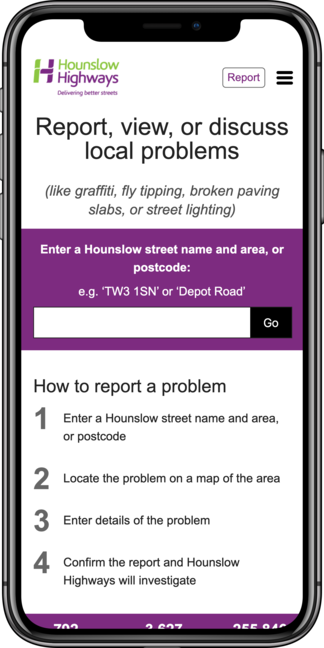 Hounslow
Highways
Delivering better streets
Report
Report, view, or discuss
local problems
(like graffiti, fly tipping, broken paving
slabs, or street lighting)
Enter a Hounslow street name and area, or
postcode:
e.g. ‘TW3 1SN’ or ‘Depot Road’
Go
How to report a problem
1 Enter a Hounslow street name and area,
or postcode
2 Locate the problem on a map of the area
3 Enter details of the problem
4 Confirm the report and Hounslow
Highways will investigate